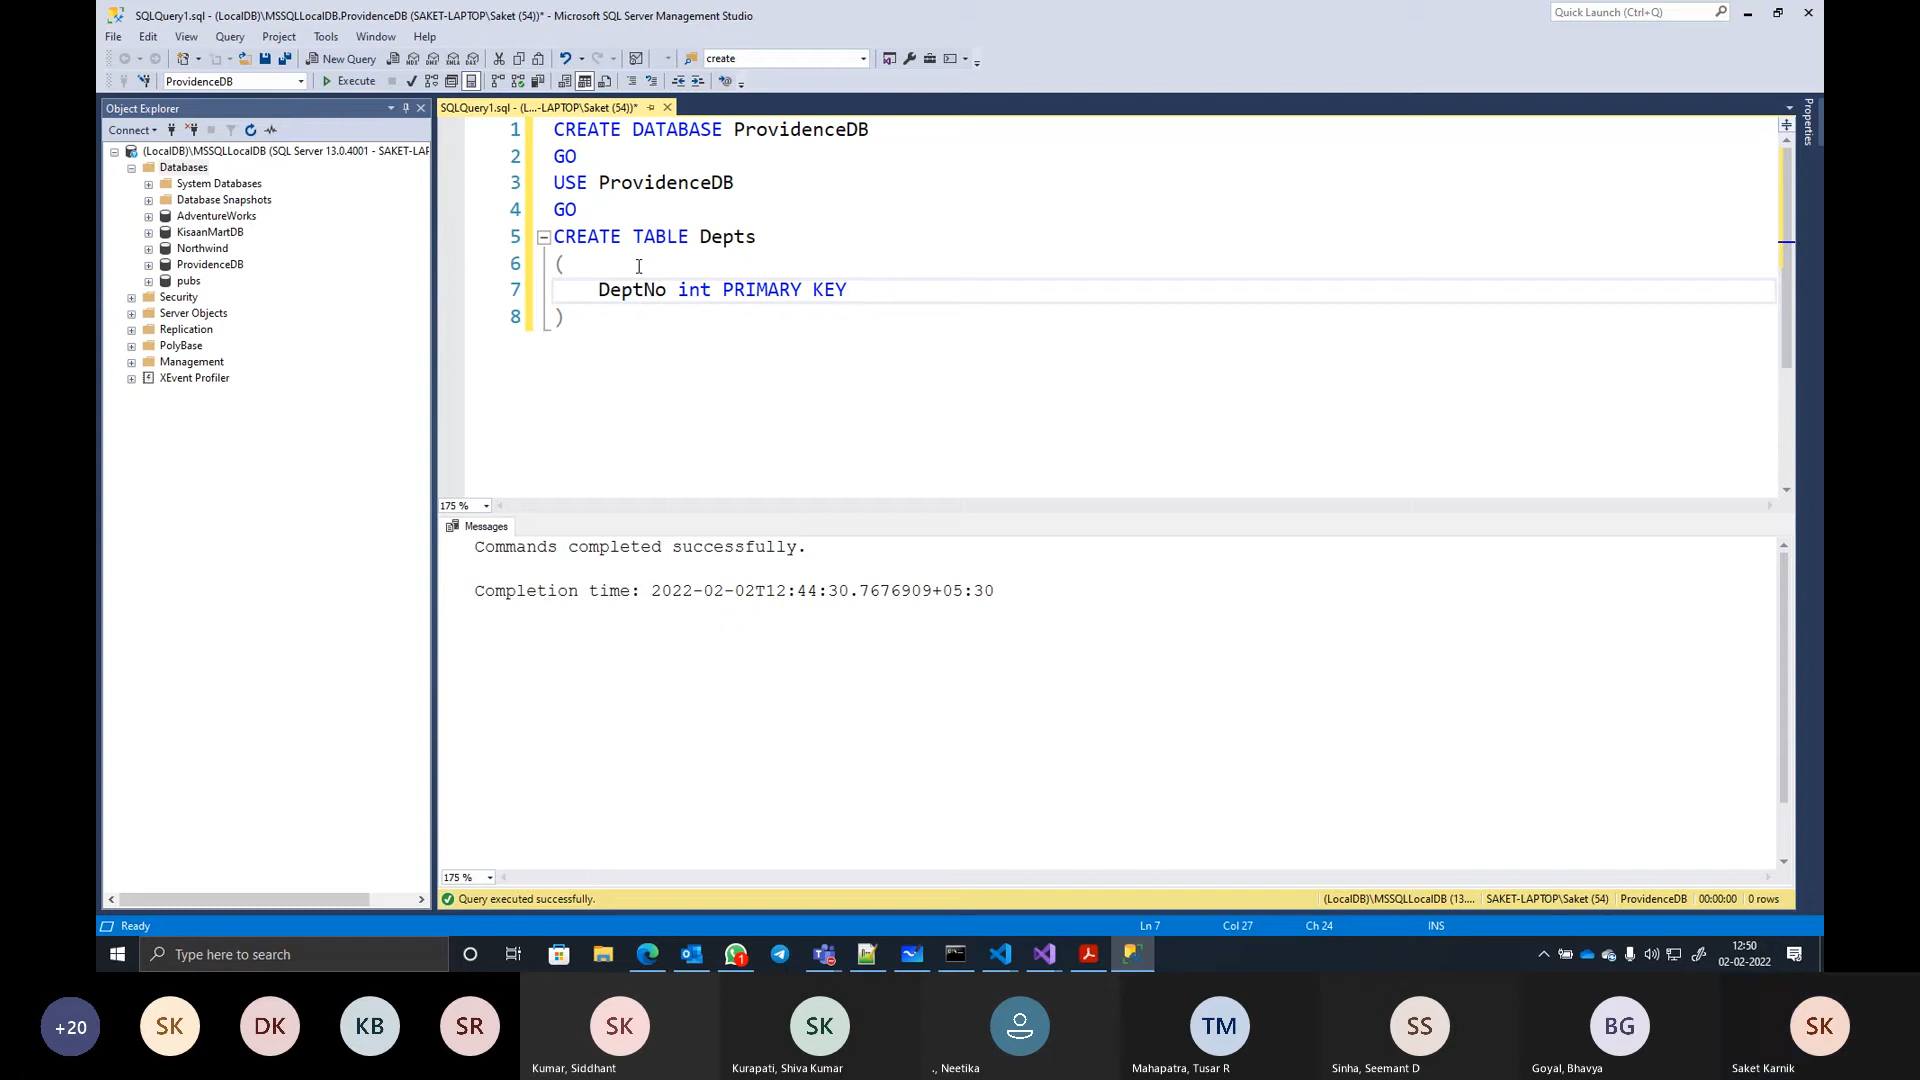 SQLQuery1.sql - (LocalDB)\MSSQLLocalDB.ProvidenceDB (SAKET-LAPTOP\Saket (54))* - Microsoft SQL Server Management Studio
Quick Launch (Ctrl+Q)
File Edit View Query Project Tools Window Help
New Query
create
ProvidenceDB
Execute
Object Explorer
SQLQuery1.sql - (L...-LAPTOP\Saket (54))*
Properties
Connect
(LocalDB)\MSSQLLocalDB (SQL Server 13.0.4001 - SAKET-LAP
Databases
System Databases
Database Snapshots
AdventureWorks
KisaanMartDB
Northwind
ProvidenceDB
pubs
Security
Server Objects
Replication
PolyBase
Management
XEvent Profiler
1 CREATE DATABASE ProvidenceDB
2 GO
3 USE ProvidenceDB
4 GO
5 CREATE TABLE Depts
6 (
7 DeptNo int PRIMARY KEY
8 )
175 %
Messages
Commands completed successfully.
Completion time: 2022-02-02T12:44:30.7676909+05:30
175 %
Query executed successfully.
(LocalDB)\MSSQLLocalDB (13.... SAKET-LAPTOP\Saket (54) ProvidenceDB 00:00:00 0 rows
Ready
Ln 7 Col 27 Ch 24 INS
Type here to search
12:50
02-02-2022
+20 SK DK KB SR SK SK TM SS BG SK
Kumar, Siddhant
Kurapati, Shiva Kumar
., Neetika
Mahapatra, Tusar R
Sinha, Seemant D
Goyal, Bhavya
Saket Karnik